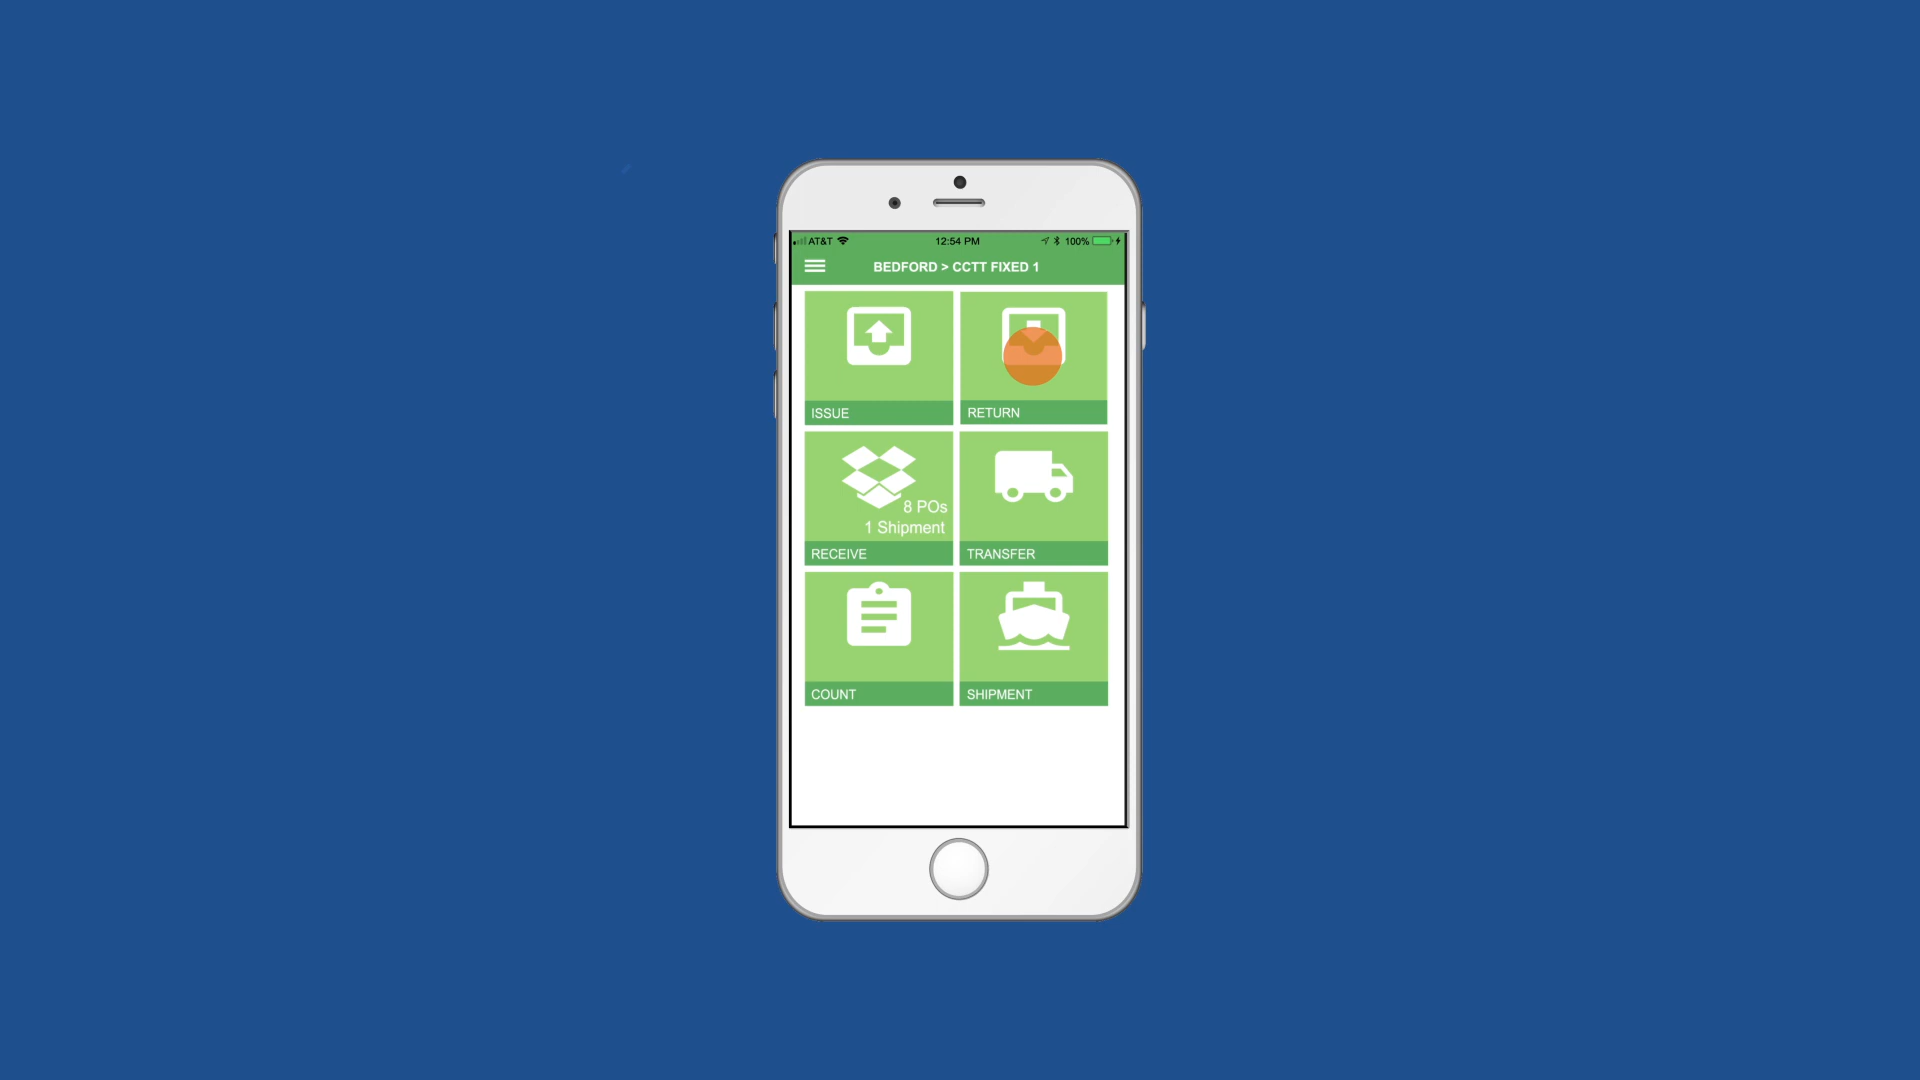 AT&T 12:54 PM 100%
BEDFORD > CCTT FIXED 1
ISSUE
RETURN
8 POs
1 Shipment
RECEIVE
TRANSFER
COUNT
SHIPMENT